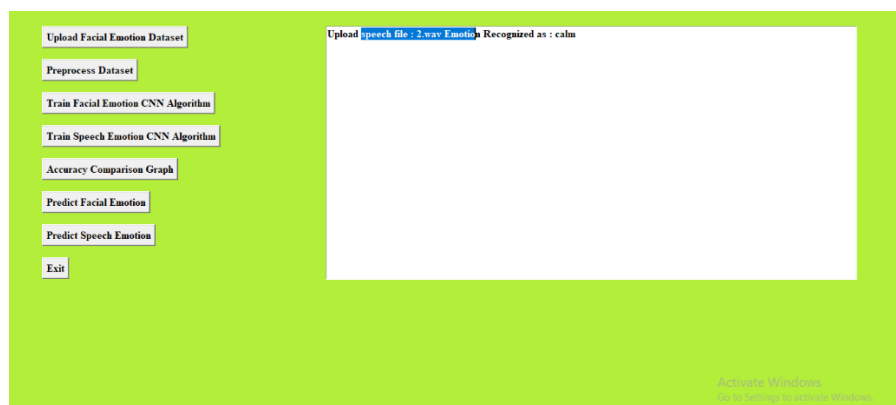 Upload Facial Emotion Dataset
Preprocess Dataset
Train Facial Emotion CNN Algorithm
Train Speech Emotion CNN Algorithm
Accuracy Comparison Graph
Predict Facial Emotion
Predict Speech Emotion
Exit
Upload speech file : 2.wav Emotion Recognized as : calm
Activate Windows
Go to Settings to activate Windows.